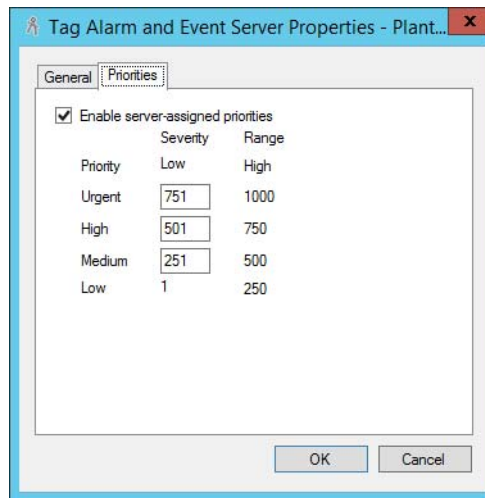 Tag Alarm and Event Server Properties - Plant... x
General Priorities
Enable server-assigned priorities
Severity Range
Priority Low High
Urgent 751 1000
High 501 750
Medium 251 500
Low 1 250
OK Cancel